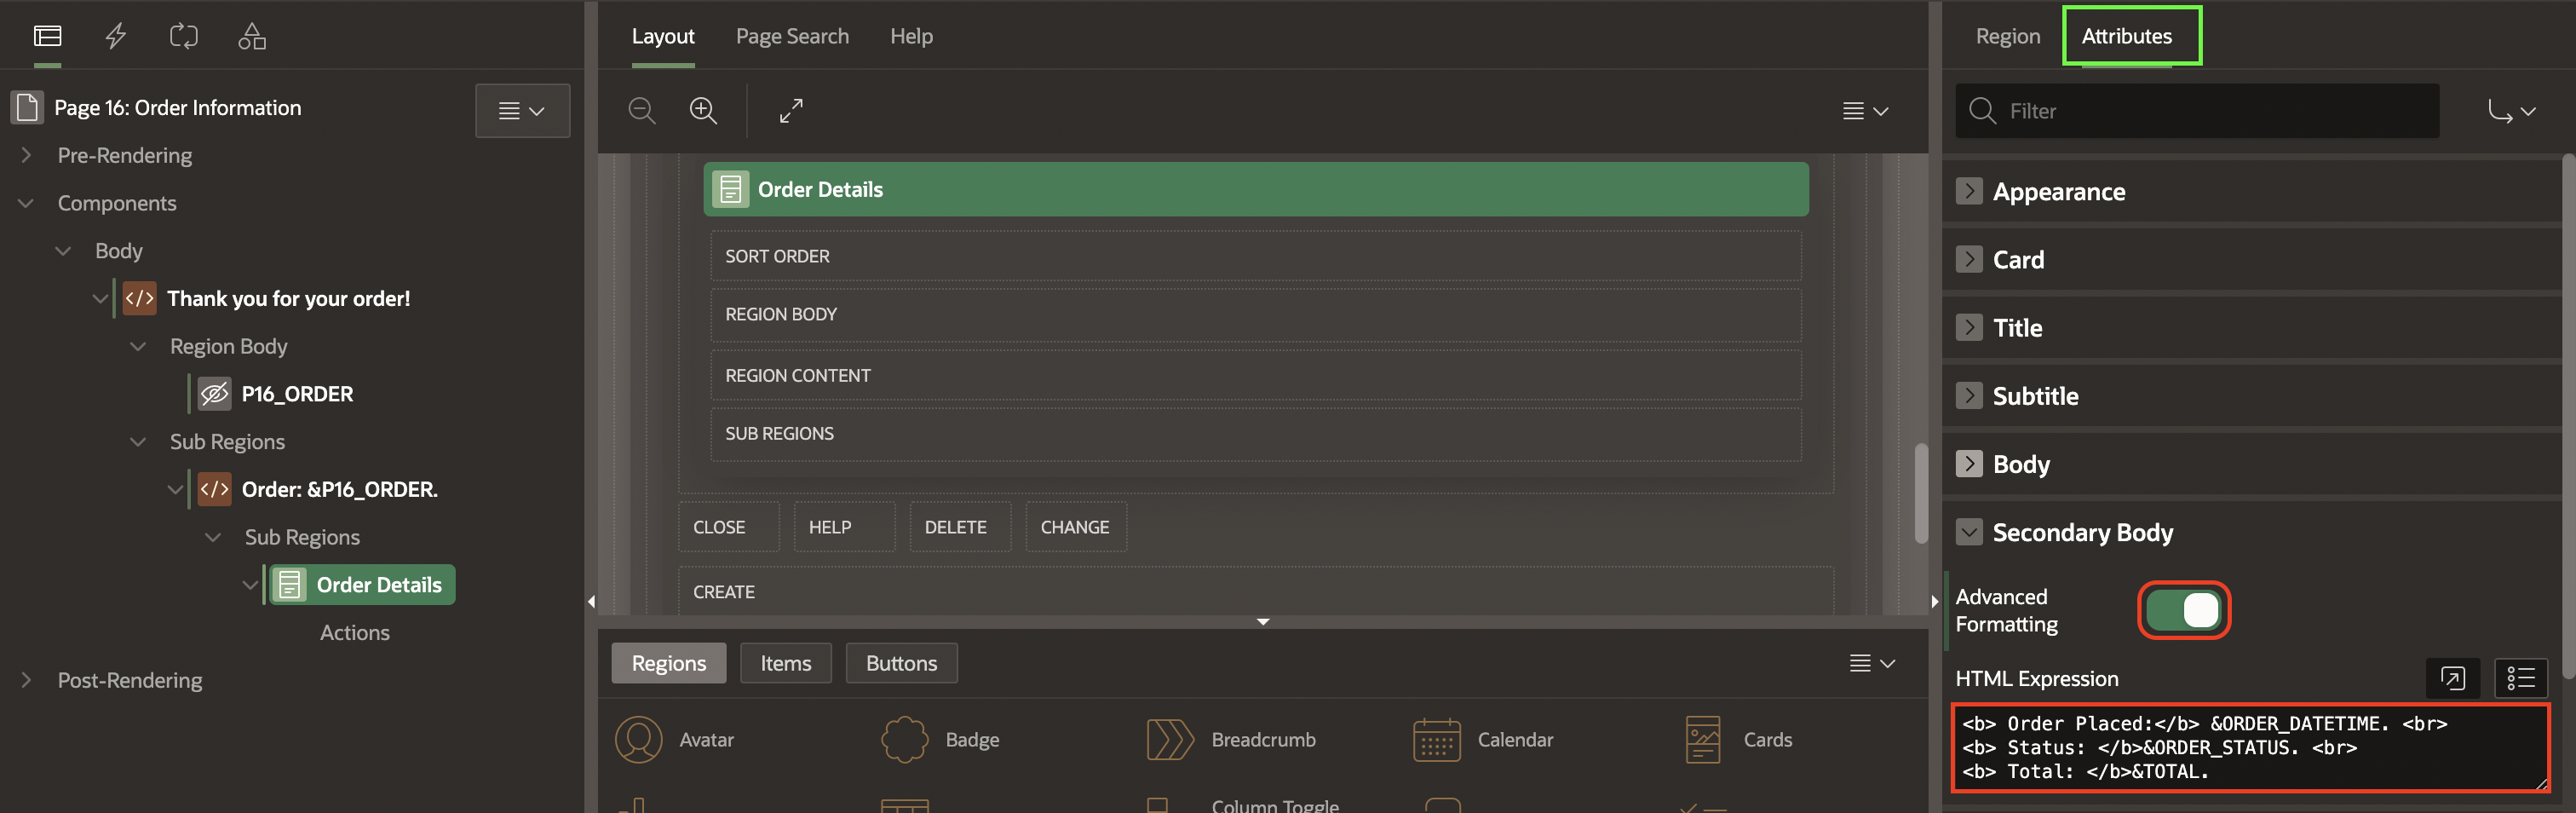 Page 16: Order Information
Pre-Rendering
Components
Body
Thank you for your order!
Region Body
P16_ORDER
Sub Regions
Order: &P16_ORDER.
Sub Regions
Order Details
Actions
Post-Rendering
Layout
Page Search
Help
Order Details
SORT ORDER
REGION BODY
REGION CONTENT
SUB REGIONS
CLOSE
HELP
DELETE
CHANGE
CREATE
Regions
Items
Buttons
Avatar
Badge
Breadcrumb
Calendar
Cards
Column Toggle
Region
Attributes
Filter
Appearance
Card
Title
Subtitle
Body
Secondary Body
Advanced
Formatting
HTML Expression
<b> Order Placed:</b> &ORDER_DATETIME. <br>
<b> Status: </b>&ORDER_STATUS. <br>
<b> Total: </b>&TOTAL.